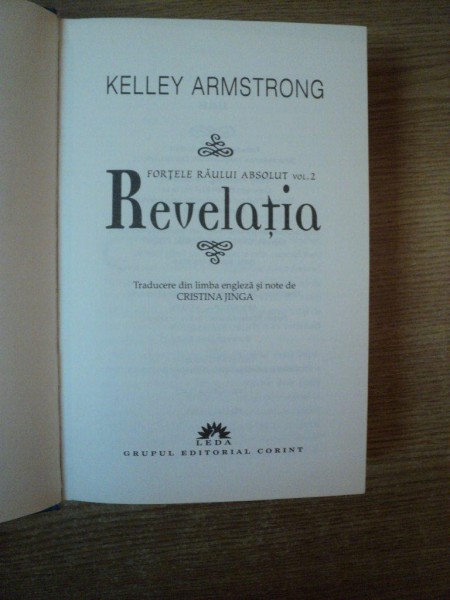 KELLEY ARMSTRONG
FORȚELE RĂULUI ABSOLUT VOL. 2
Revelația
Traducere din limba engleză și note de
CRISTINA JINGA
LEDA
GRUPUL EDITORIAL CORINT